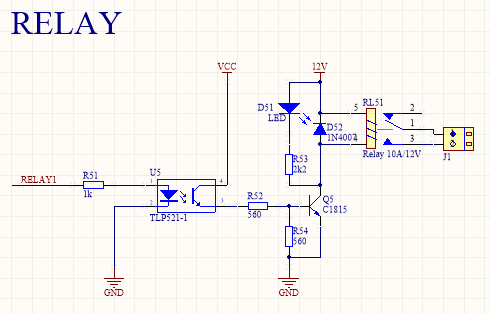 RELAY
VCC
12V
D51
LED
RL51
5
2
D52
1N4007
4
1
3
Relay 10A/12V
J1
R53
2k2
RELAY1
R51
1k
U5
1
4
2
3
TLP521-1
R52
560
Q5
C1815
R54
560
GND
GND